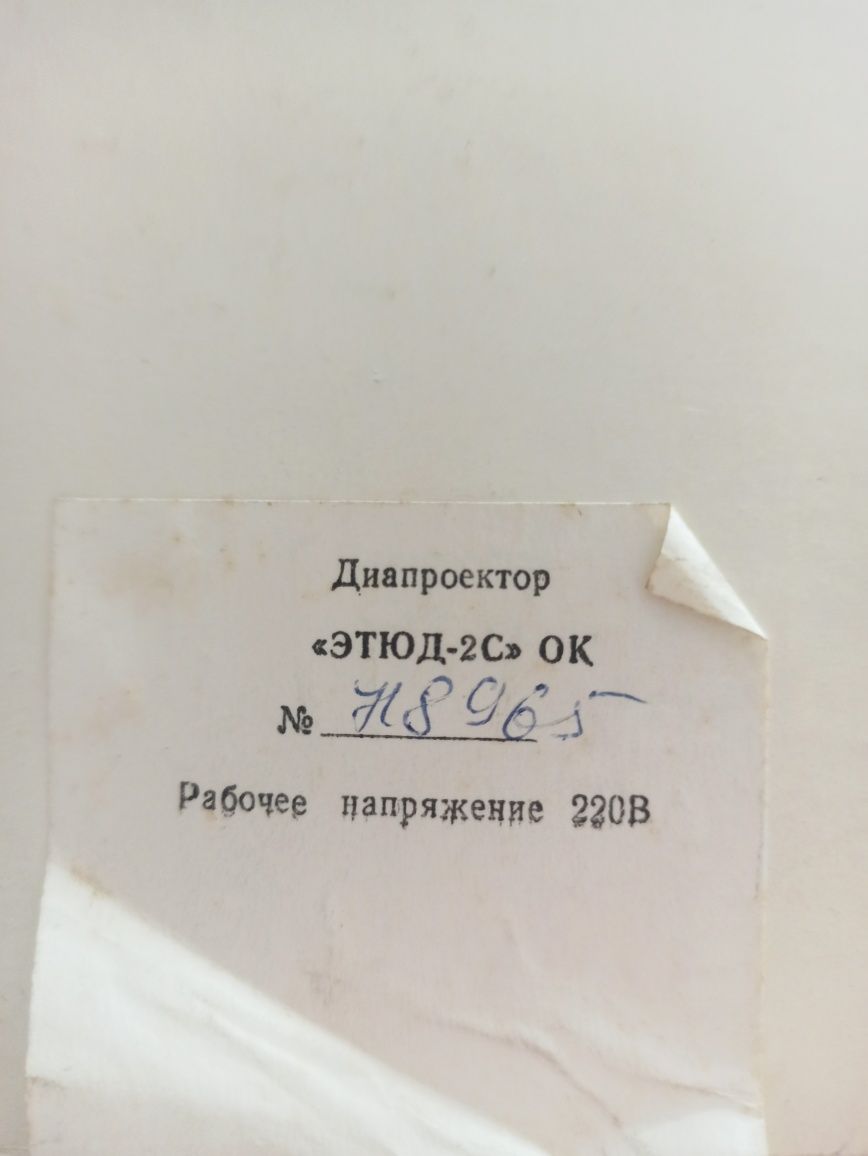 Диапроектор
«ЭТЮД-2С» ОК
№ Н8965
Рабочее напряжение 220В